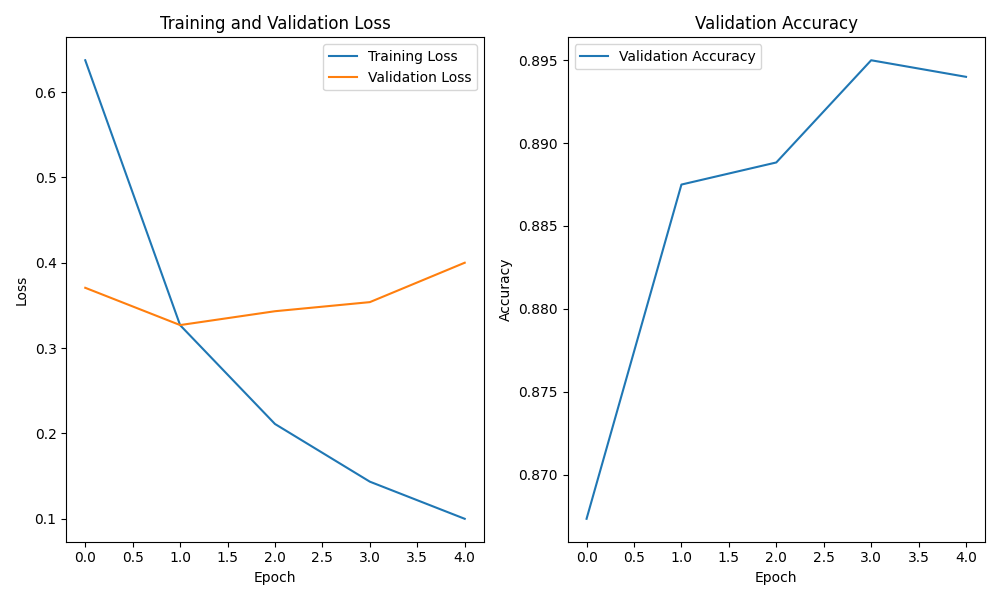 Training and Validation Loss
Training Loss
Validation Loss
0.6
0.5
0.4
0.3
0.2
0.1
Loss
0.0 0.5 1.0 1.5 2.0 2.5 3.0 3.5 4.0
Epoch
Validation Accuracy
Validation Accuracy
0.895
0.890
0.885
0.880
0.875
0.870
Accuracy
0.0 0.5 1.0 1.5 2.0 2.5 3.0 3.5 4.0
Epoch